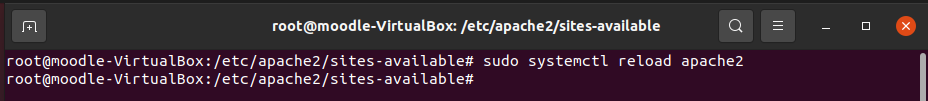 root@moodle-VirtualBox: /etc/apache2/sites-available
root@moodle-VirtualBox:/etc/apache2/sites-available# sudo systemctl reload apache2
root@moodle-VirtualBox:/etc/apache2/sites-available#